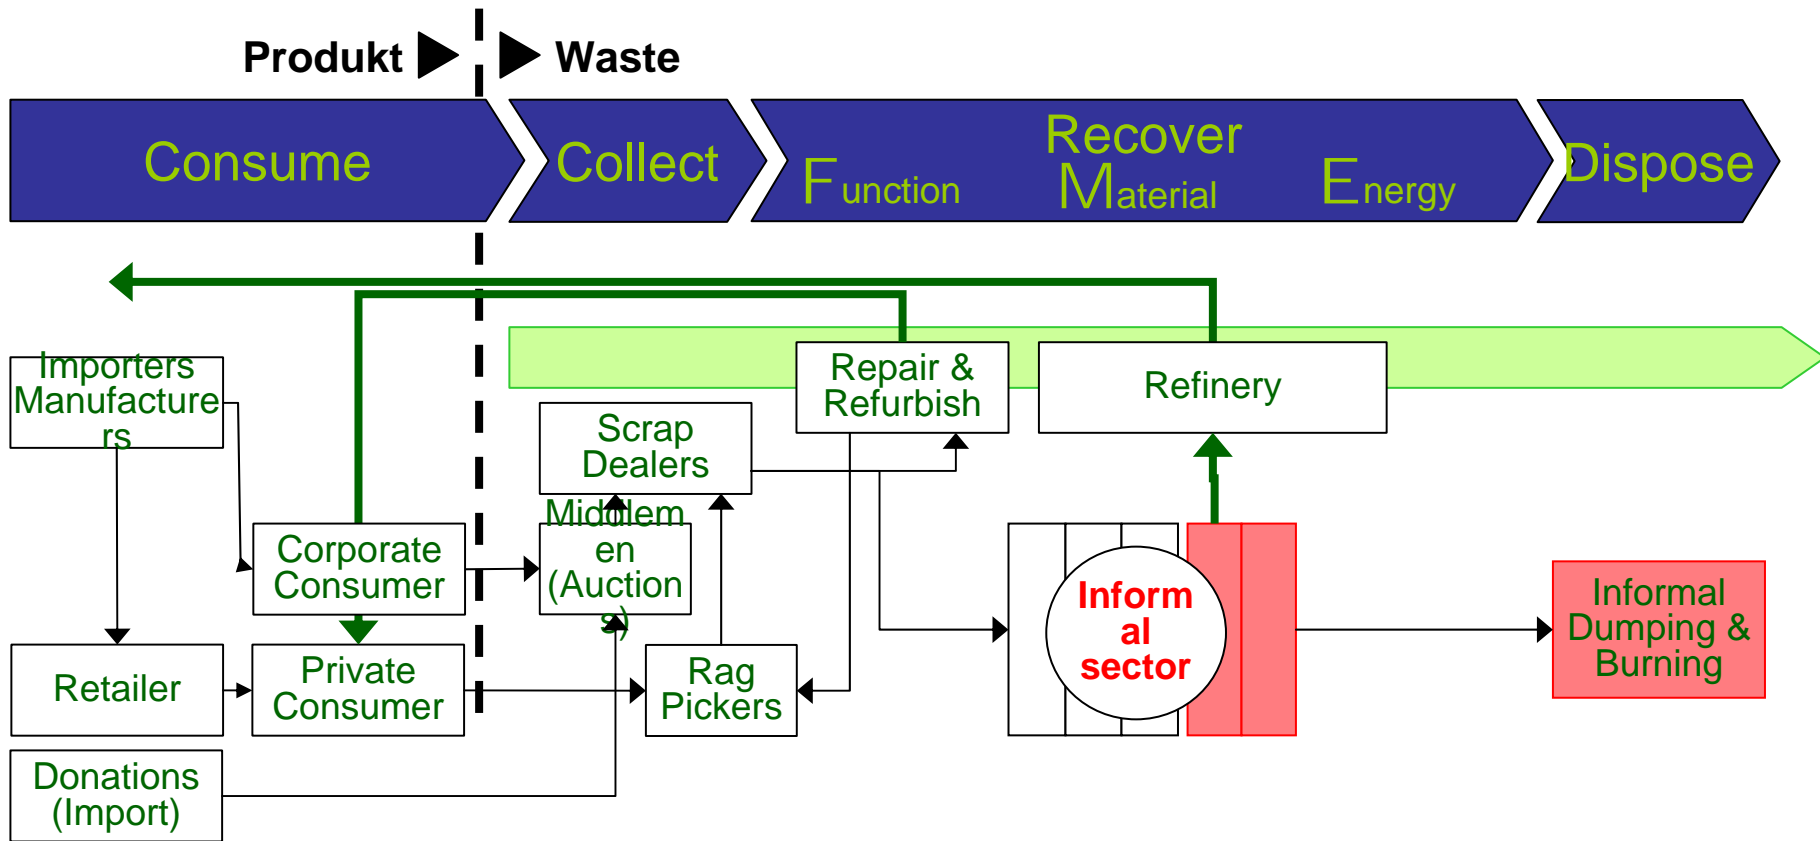 Produkt Waste
Consume
Collect
Recover
Function Material Energy
Dispose
Importers
Manufacture
rs
Repair &
Refurbish
Refinery
Scrap
Dealers
Corporate
Consumer
Middlem
en
(Auction
s)
Inform
al
sector
Informal
Dumping &
Burning
Retailer
Private
Consumer
Rag
Pickers
Donations
(Import)